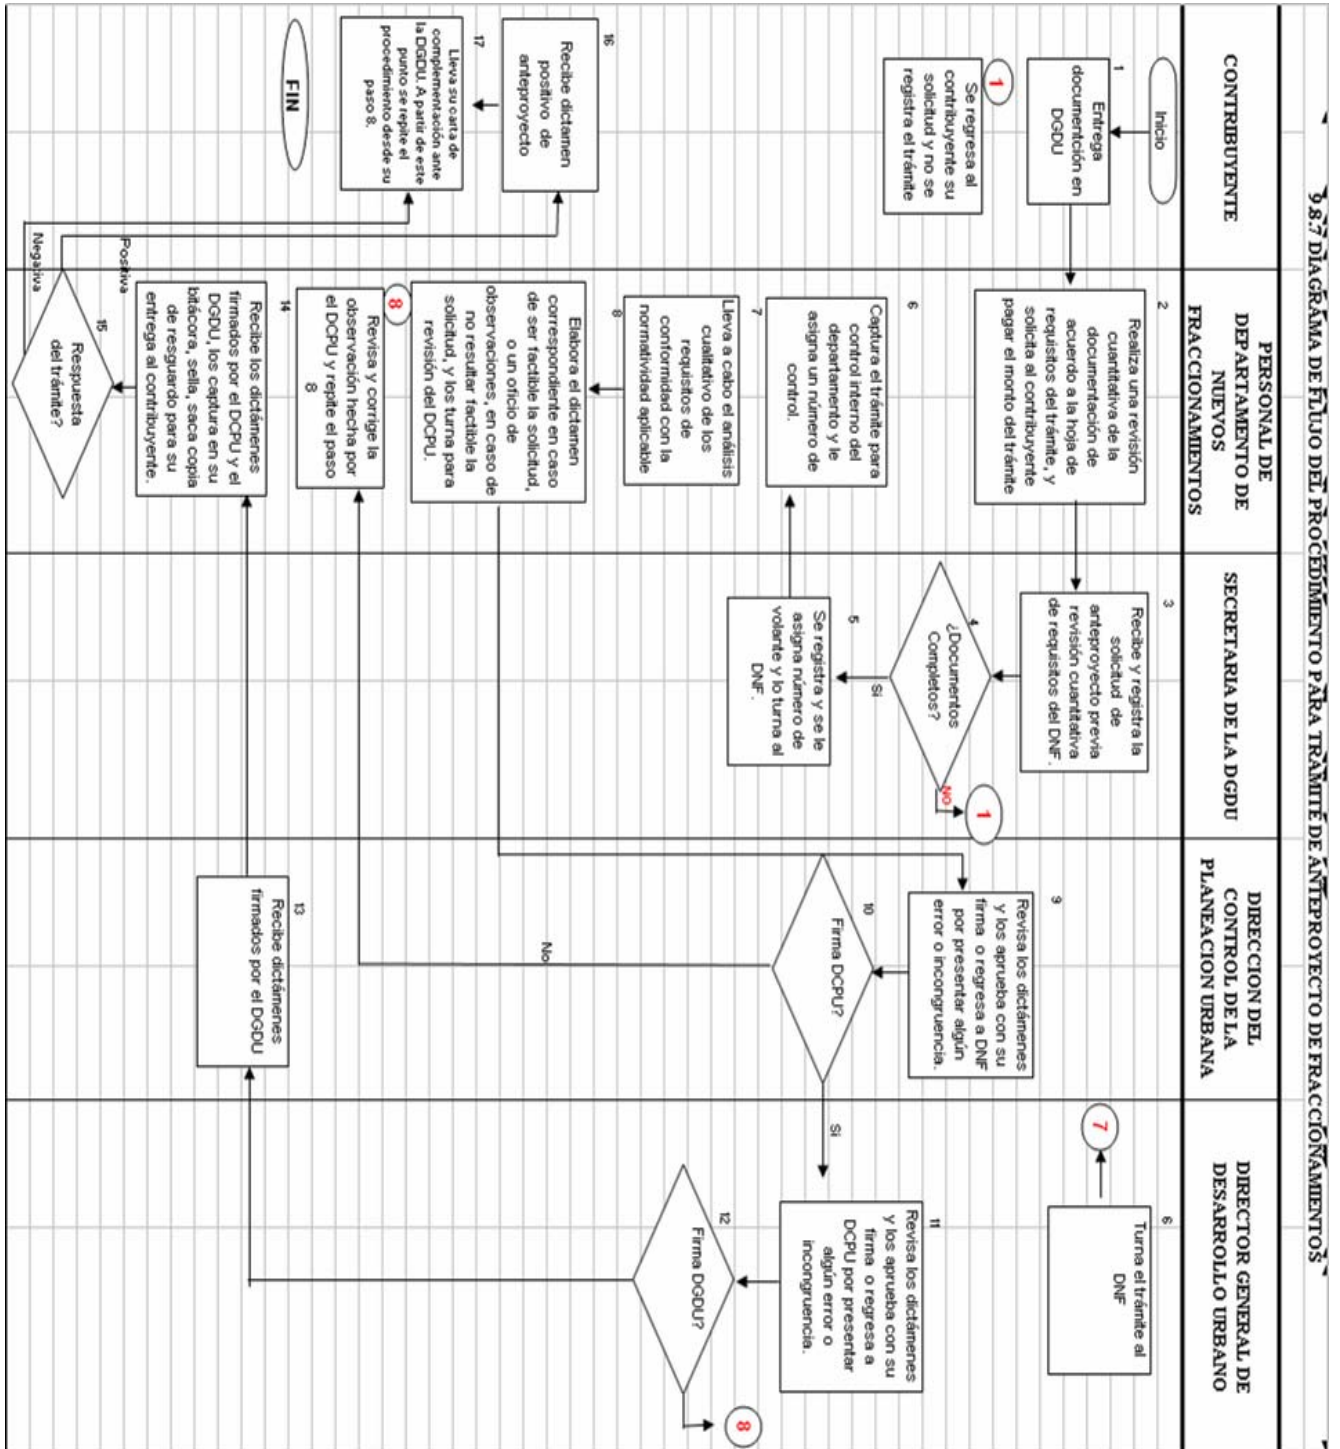 9.8.7 DIAGRAMA DE FLUJO DEL PROCEDIMIENTO PARA TRAMITE DE ANTEPROYECTO DE FRACCIONAMIENTOS
CONTRIBUYENTE
PERSONAL DE
DEPARTAMENTO DE
NUEVOS
FRACCIONAMIENTOS
SECRETARIA DE LA DGDU
DIRECCION DEL
CONTROL DE LA
PLANEACION URBANA
DIRECTOR GENERAL DE
DESARROLLO URBANO
Inicio
1
Entrega
documentción en
DGDU
1
Se regresa al
contribuyente su
solicitud y no se
registra el trámite
2
Realiza una revisión
cuantitativa de la
documentación de
acuerdo a la hoja de
requisitos del trámite, y
solicita al contribuyente
pagar el monto del trámite
3
Recibe y registra la
solicitud de
anteproyecto previa
revisión cuantitativa
de requisitos del DNF.
4
¿Documentos
Completos?
NO
1
Si
5
Se registra y se le
asigna número de
volante y lo turna al
DNF.
6
Turna el trámite al
DNF
7
6
Captura el trámite para
control interno del
departamento y le
asigna un número de
control.
7
Lleva a cabo el análisis
cualitativo de los
requisitos de
conformidad con la
normatividad aplicable
8
Elabora el dictamen
correspondiente en caso
de ser factible la solicitud,
o un oficio de
observaciones, en caso de
no resultar factible la
solicitud, y los turna para
revisión del DCPU.
8
Revisa y corrige la
observación hecha por
el DCPU y repite el paso
8
9
Revisa los dictámenes
y los aprueba con su
firma o regresa a DNF
por presentar algún
error o incongruencia.
10
Firma DCPU?
No
Si
11
Revisa los dictámenes
y los aprueba con su
firma o regresa a
DCPU por presentar
algún error o
incongruencia.
12
Firma DGDU?
8
13
Recibe dictámenes
firmados por el DGDU
14
Recibe los dictámenes
firmados por el DCPU y el
DGDU, los captura en su
bitácora, sella, saca copia
de resguardo para su
entrega al contribuyente.
15
Respuesta
del trámite?
Positiva
Negativa
16
Recibe dictamen
positivo de
anteproyecto
17
Lleva su carta de
complementación ante
la DGDU. A partir de este
punto se repite el
procedimiento desde su
paso 8.
FIN